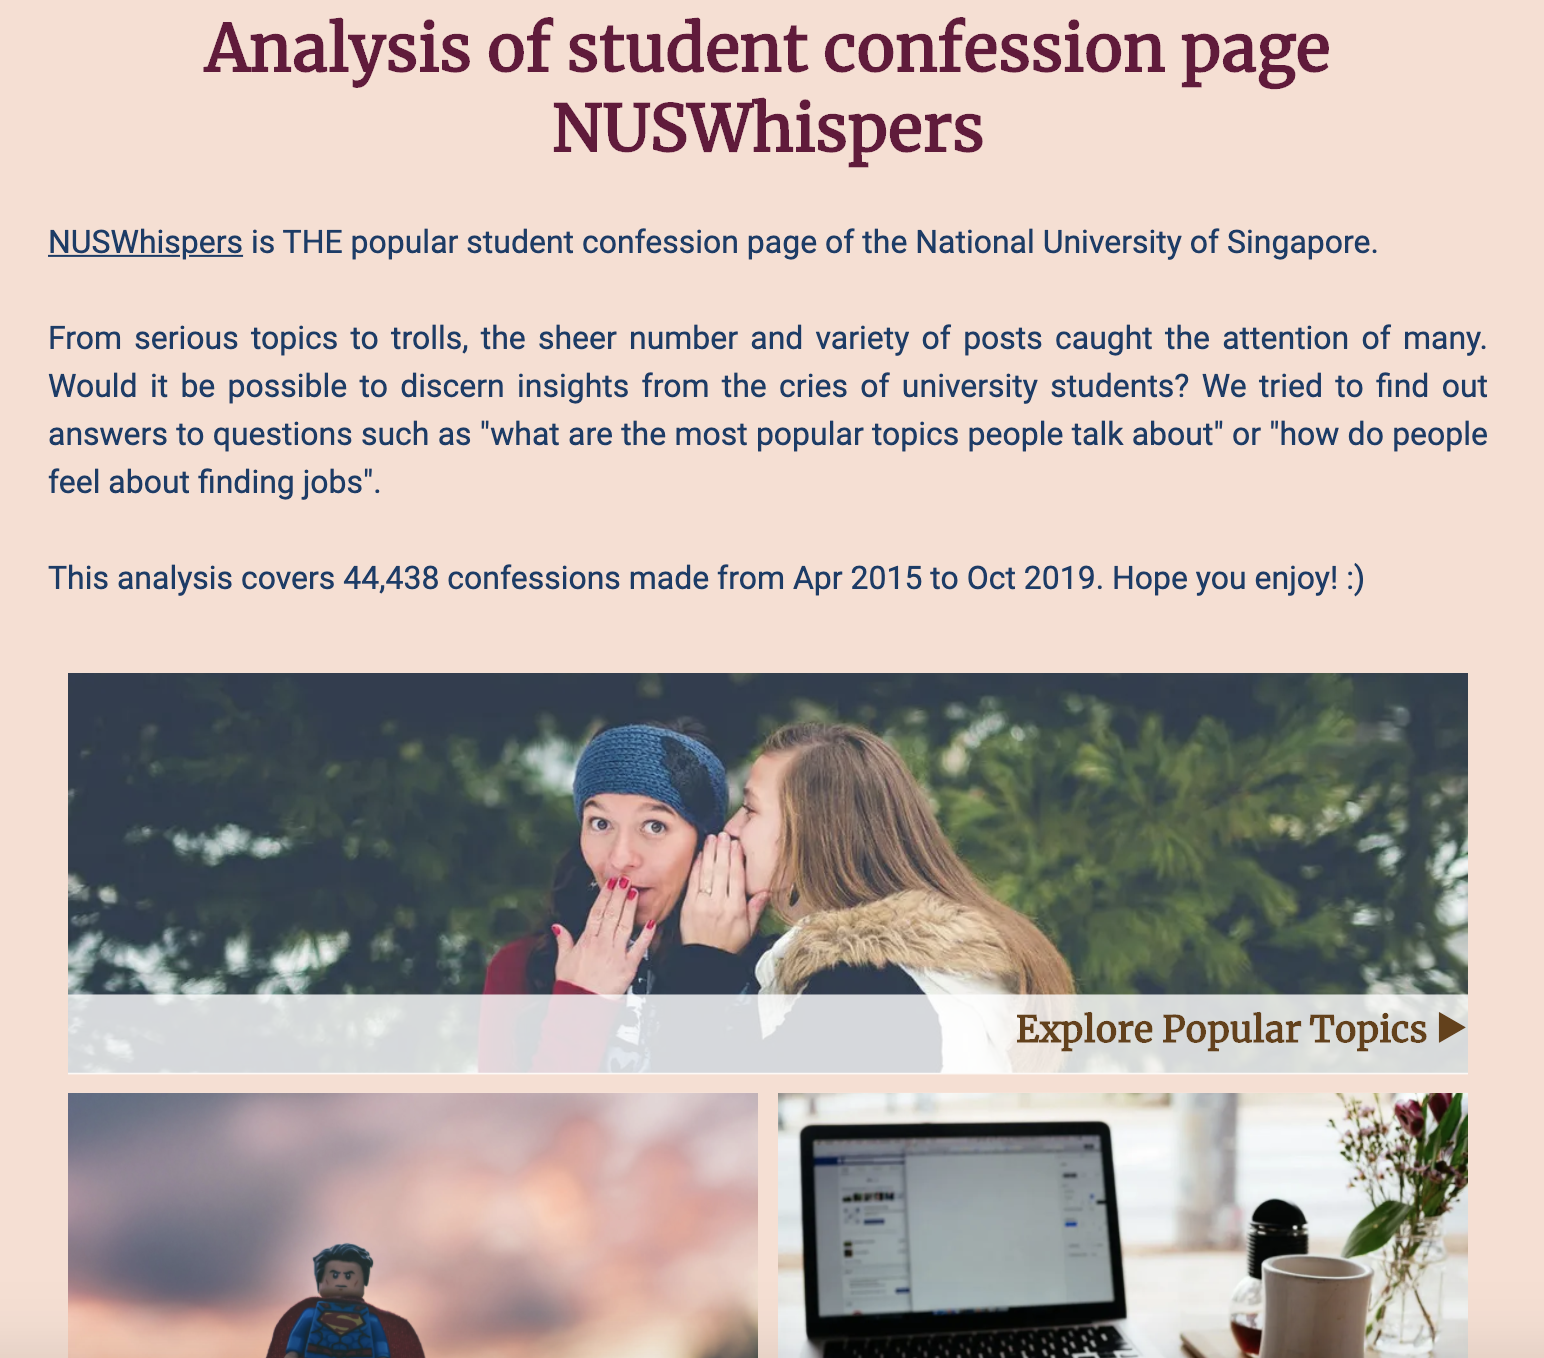 Analysis of student confession page
NUSWhispers
NUSWhispers is THE popular student confession page of the National University of Singapore.
From serious topics to trolls, the sheer number and variety of posts caught the attention of many.
Would it be possible to discern insights from the cries of university students? We tried to find out
answers to questions such as "what are the most popular topics people talk about" or "how do people
feel about finding jobs".
This analysis covers 44,438 confessions made from Apr 2015 to Oct 2019. Hope you enjoy! :)
Explore Popular Topics ▶